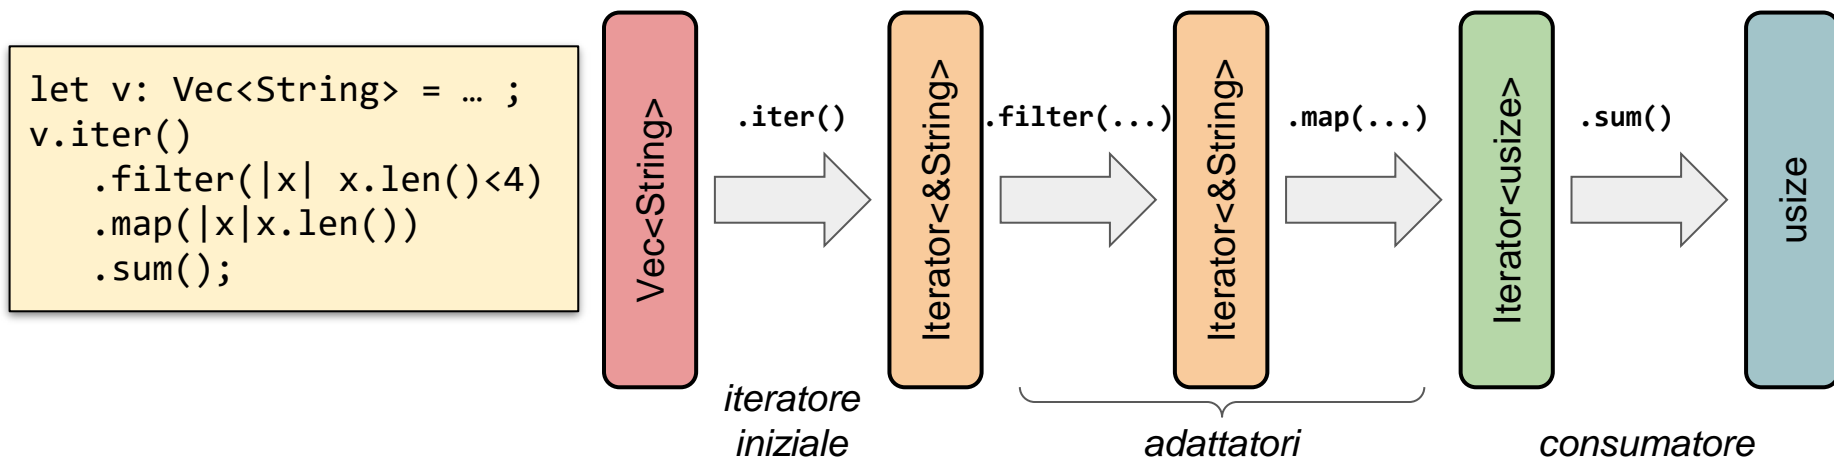 let v: Vec<String> = … ;
v.iter()
.filter(|x| x.len()<4)
.map(|x|x.len())
.sum();
Vec<String>
.iter()
Iterator<&String>
.filter(...)
Iterator<&String>
.map(...)
Iterator<usize>
.sum()
usize
iteratore
iniziale
adattatori
consumatore